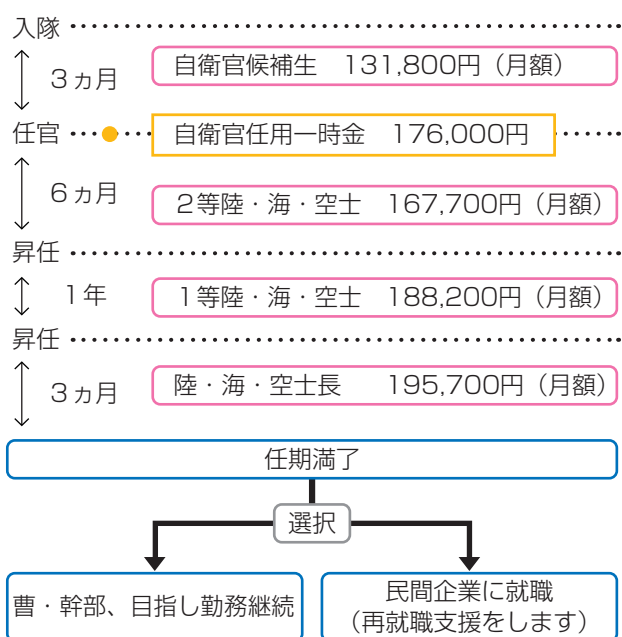 入隊
3ヵ月
自衛官候補生 131,800円（月額）
任官
自衛官任用一時金 176,000円
6ヵ月
2等陸・海・空士 167,700円（月額）
昇任
1年
1等陸・海・空士 188,200円（月額）
昇任
3ヵ月
陸・海・空士長 195,700円（月額）
任期満了
選択
曹・幹部、目指し勤務継続
民間企業に就職
（再就職支援をします）